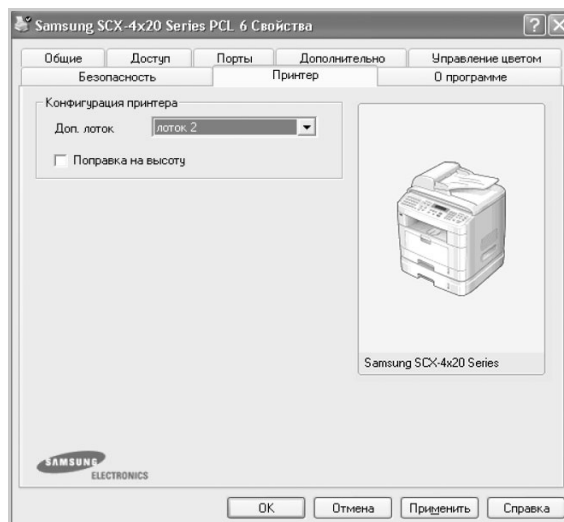 Samsung SCX-4x20 Series PCL 6 Свойства
Общие Доступ Порты Дополнительно Управление цветом
Безопасность Принтер О программе
Конфигурация принтера
Доп. лоток лоток 2
Поправка на высоту
Samsung SCX-4x20 Series
SAMSUNG
ELECTRONICS
OK Отмена Применить Справка